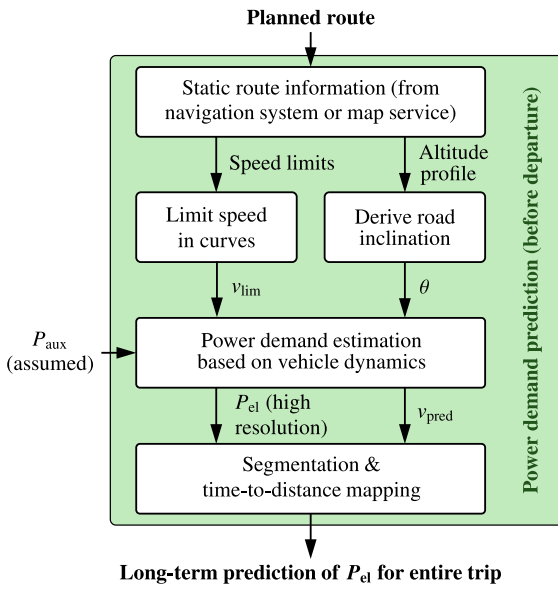 Planned route
Static route information (from
navigation system or map service)
Speed limits
Altitude
profile
Limit speed
in curves
Derive road
inclination
v_lim
θ
P_aux
(assumed)
Power demand estimation
based on vehicle dynamics
P_el (high
resolution)
v_pred
Segmentation &
time-to-distance mapping
Power demand prediction (before departure)
Long-term prediction of P_el for entire trip